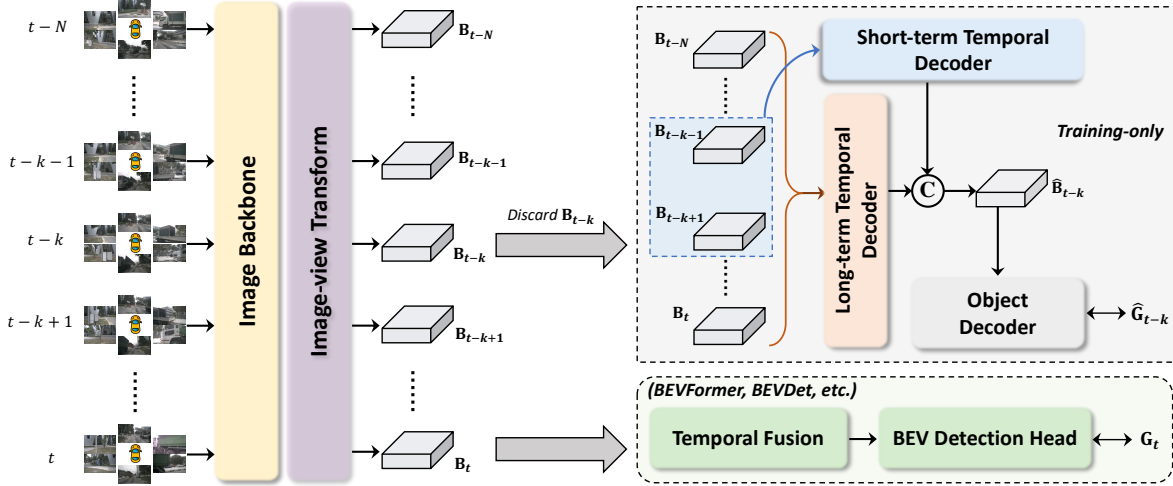 t − N
t − k − 1
t − k
t − k + 1
t
Image Backbone
Image-view Transform
B_{t−N}
B_{t−k−1}
B_{t−k}
B_{t−k+1}
B_t
Discard B_{t−k}
B_{t−N}
B_{t−k−1}
B_{t−k+1}
B_t
Short-term Temporal
Decoder
Long-term Temporal
Decoder
Training-only
C
B̂_{t−k}
Object
Decoder
Ĝ_{t−k}
(BEVFormer, BEVDet, etc.)
Temporal Fusion
BEV Detection Head
G_t